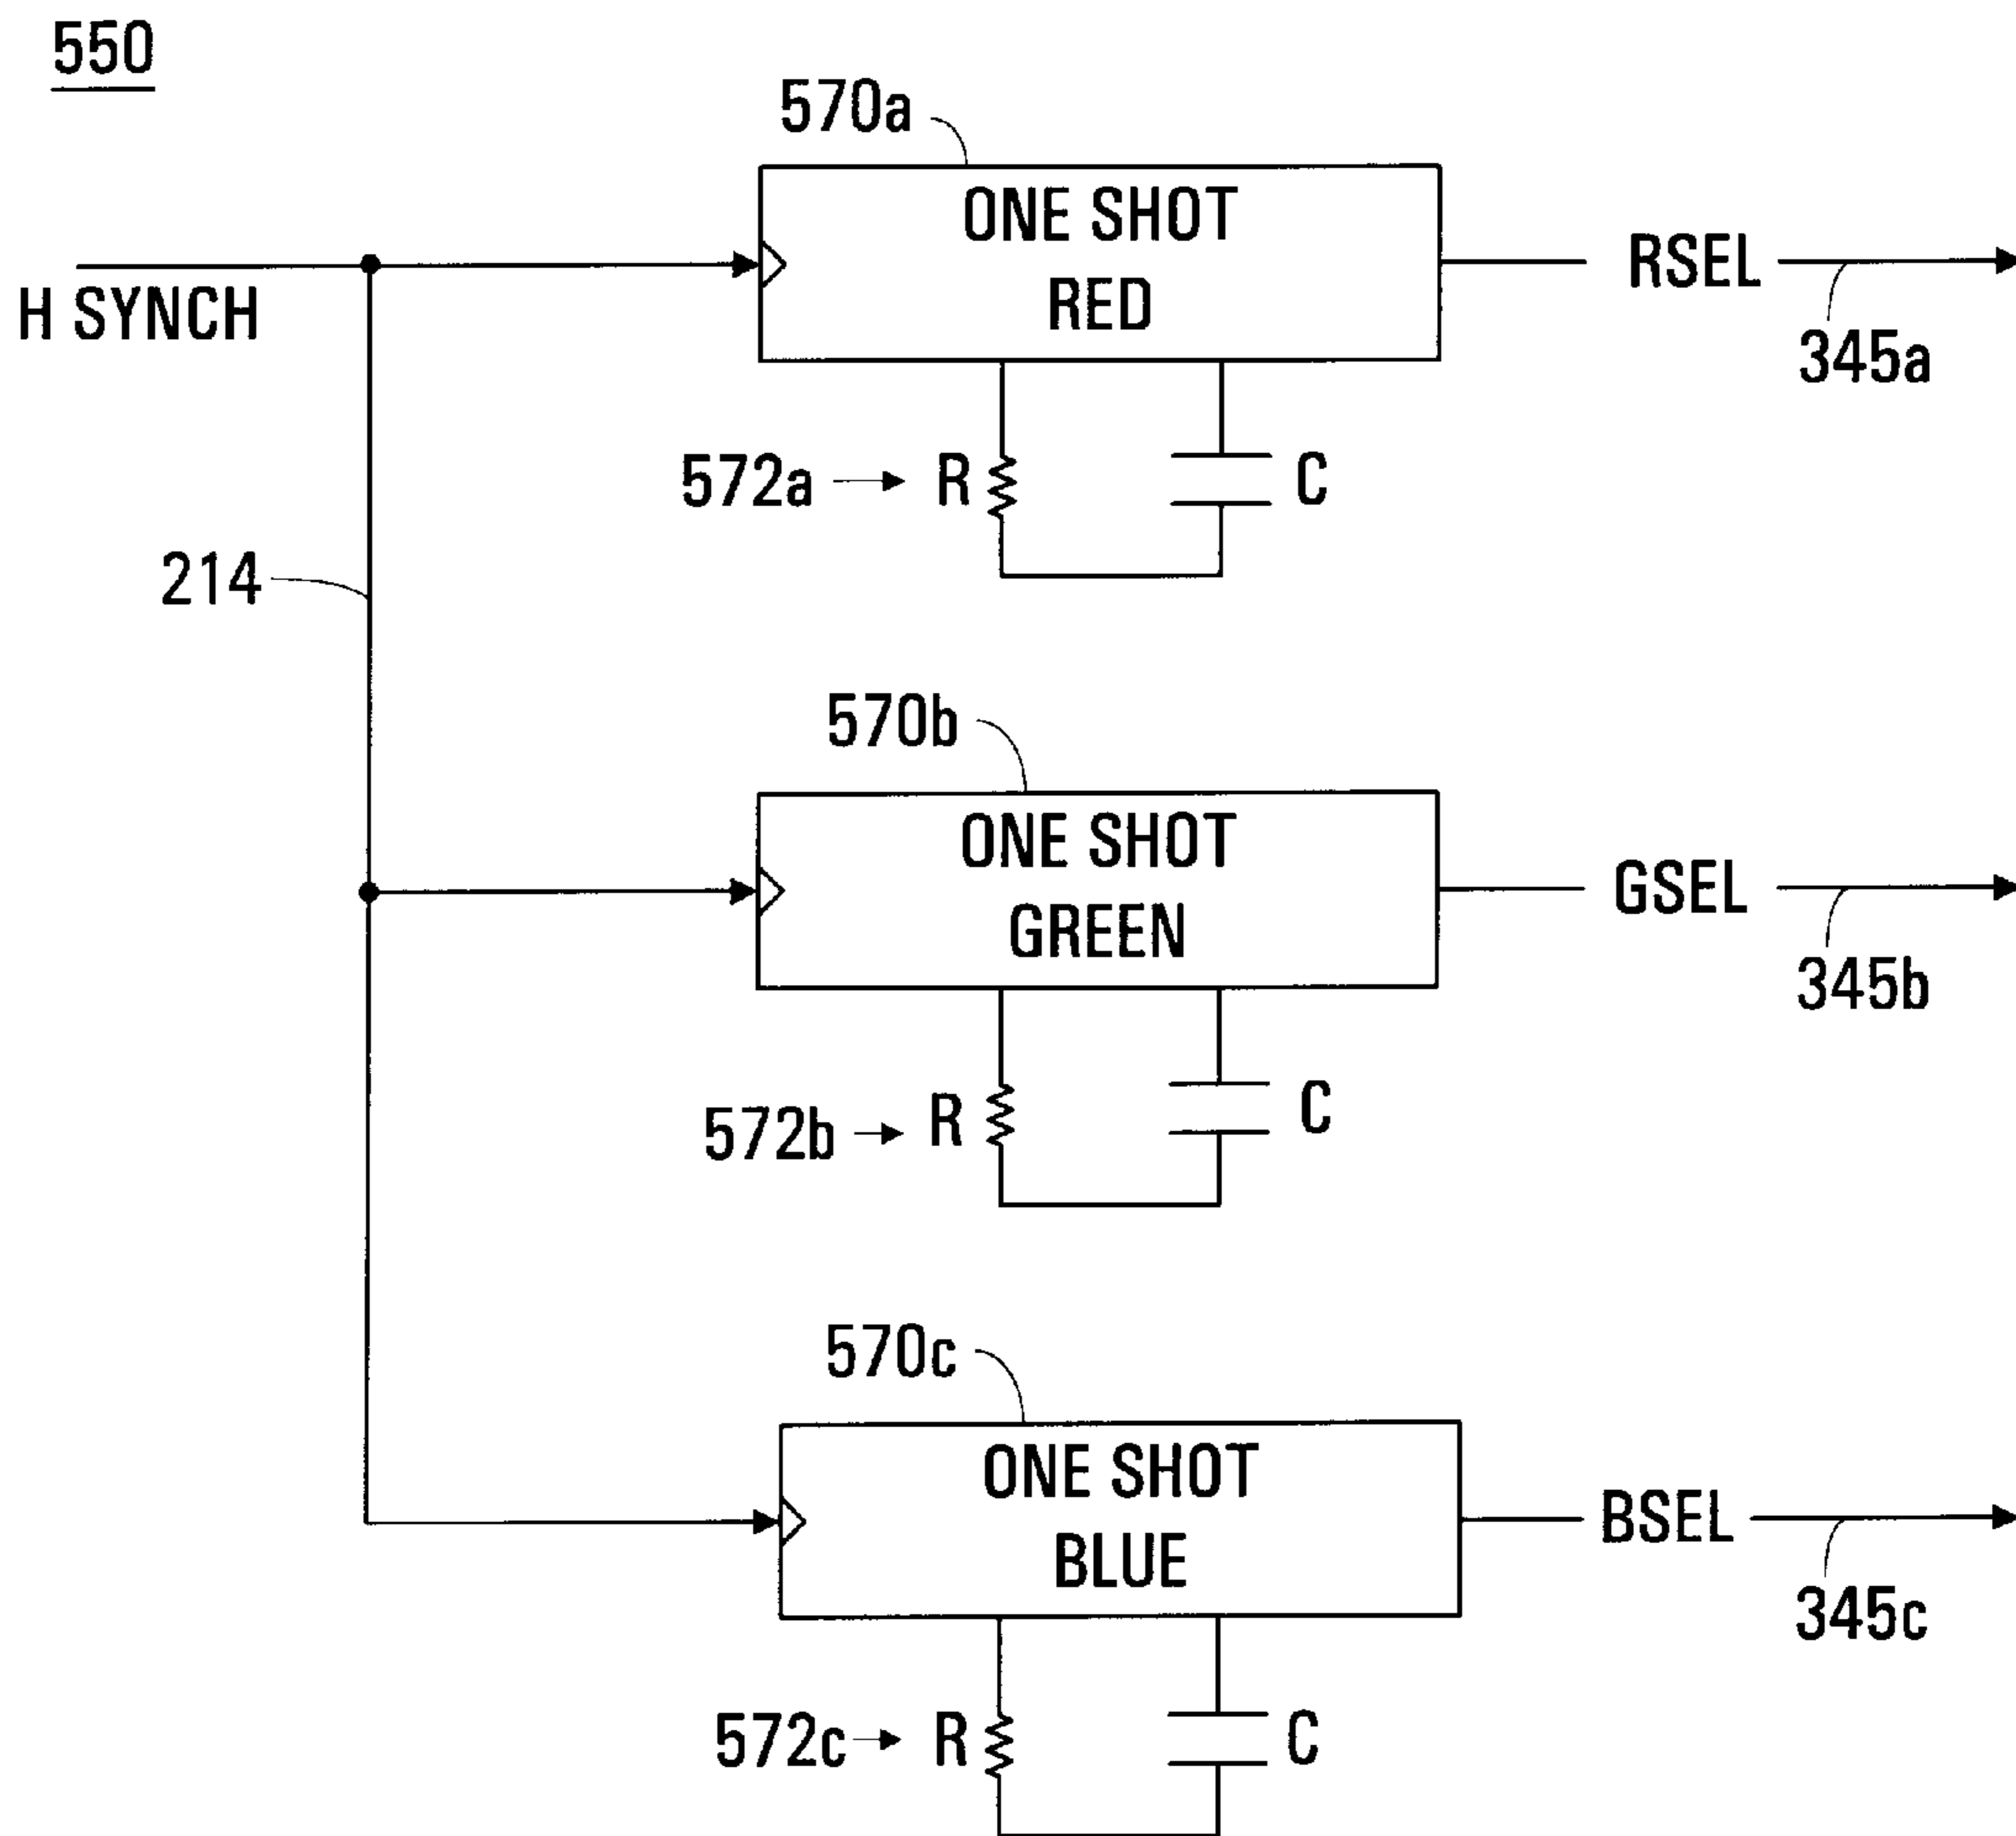 550
570a
ONE SHOT
RED
H SYNCH
RSEL
345a
572a
R
C
214
570b
ONE SHOT
GREEN
GSEL
345b
572b
R
C
570c
ONE SHOT
BLUE
BSEL
345c
572c
R
C